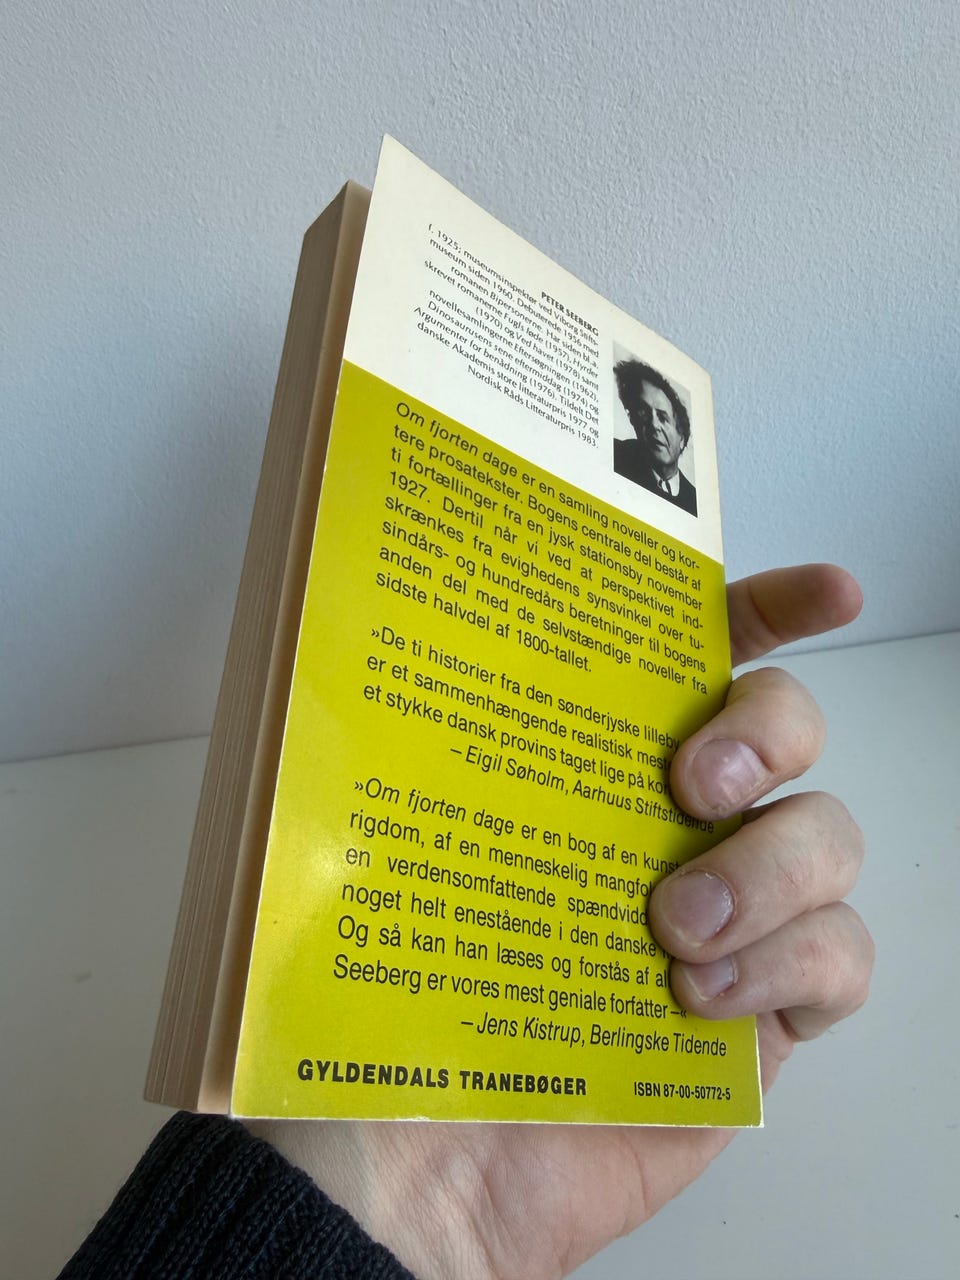 PETER SEEBERG
f. 1925; museumsinspektør ved Viborg Stifts-
museum siden 1960. Debuterede 1956 med
romanen Bipersonerne. Har siden bl.a.
skrevet romanerne Fugls føde (1957), Hyrder
(1970) og Ved havet (1978) samt
novellesamlingerne Eftersøgningen (1962),
Dinosaurusens sene eftermiddag (1974) og
Argumenter for benådning (1976). Tildelt Det
danske Akademis store litteraturpris 1977 og
Nordisk Råds Litteraturpris 1983.
Om fjorten dage er en samling noveller og kor-
tere prosatekster. Bogens centrale del består af
ti fortællinger fra en jysk stationsby november
1927. Dertil når vi ved at perspektivet ind-
skrænkes fra evighedens synsvinkel over tu-
sindårs- og hundredårs beretninger til bogens
anden del med de selvstændige noveller fra
sidste halvdel af 1800-tallet.
»De ti historier fra den sønderjyske lilleby
er et sammenhængende realistisk
et stykke dansk provins taget lige på
– Eigil Søholm, Aarhuus Stiftstidende
»Om fjorten dage er en bog af en
rigdom, af en menneskelig
en verdensomfattende
noget helt enestående i den danske
Og så kan han læses og forstås af
Seeberg er vores mest geniale forfatter –«
– Jens Kistrup, Berlingske Tidende
GYLDENDALS TRANEBØGER
ISBN 87-00-50772-5